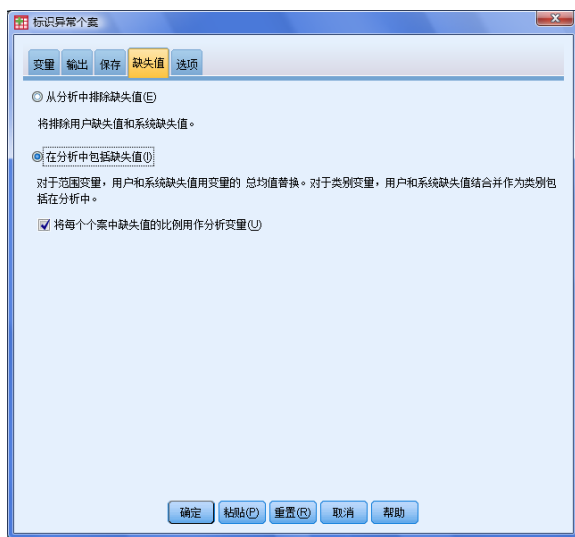 标识异常个案
变量 输出 保存 缺失值 选项
从分析中排除缺失值(E)
将排除用户缺失值和系统缺失值。
在分析中包括缺失值(I)
对于范围变量，用户和系统缺失值用变量的 总均值替换。对于类别变量，用户和系统缺失值结合并作为类别包
括在分析中。
将每个个案中缺失值的比例用作分析变量(U)
确定 粘贴(P) 重置(R) 取消 帮助